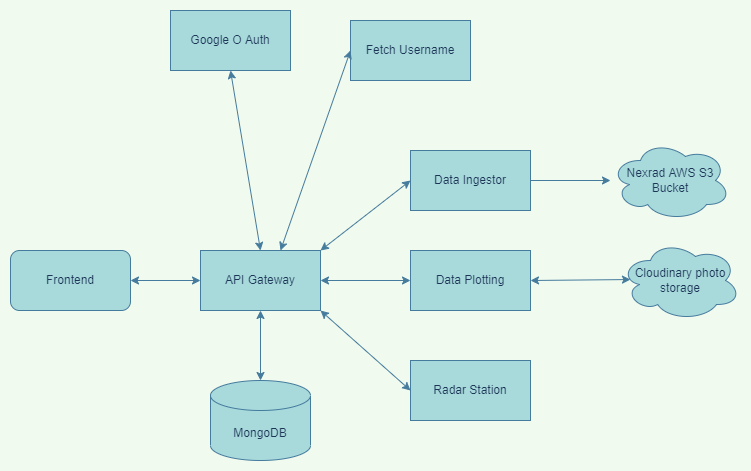 Google O Auth
Fetch Username
Data Ingestor
Nexrad AWS S3
Bucket
Frontend
API Gateway
Data Plotting
Cloudinary photo
storage
Radar Station
MongoDB